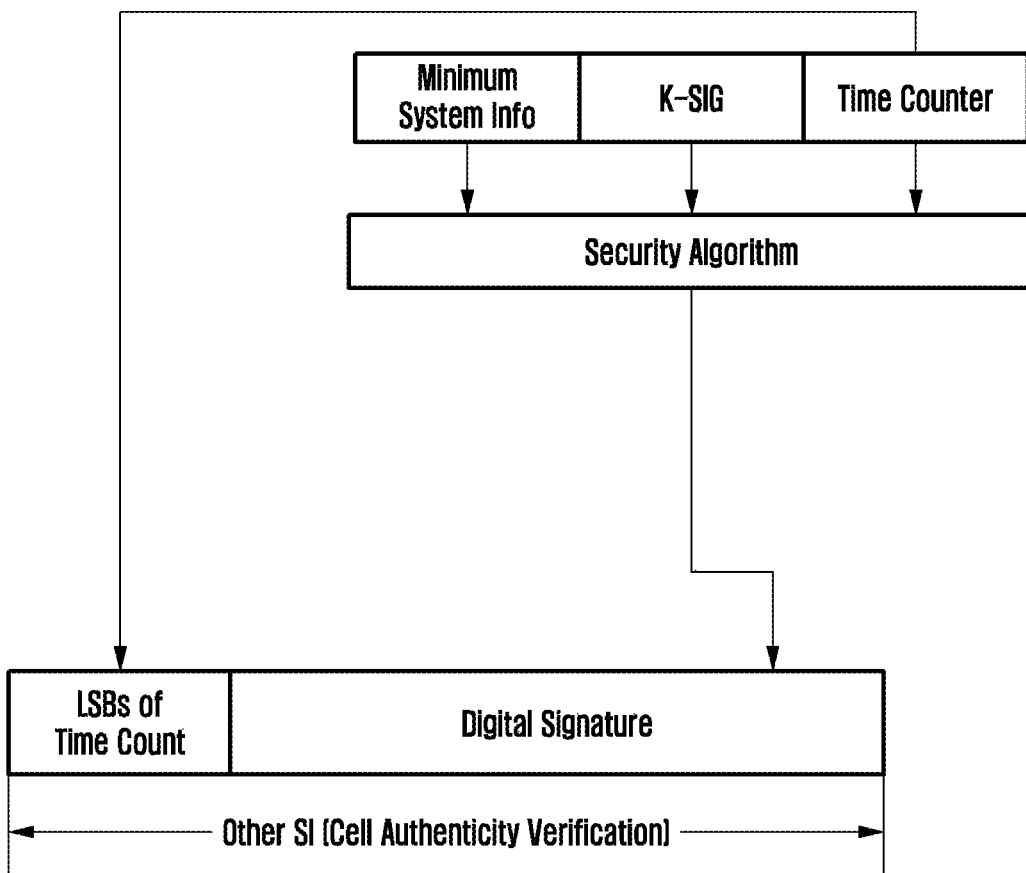 Minimum
System Info
K-SIG
Time Counter
Security Algorithm
LSBs of
Time Count
Digital Signature
Other SI (Cell Authenticity Verification)